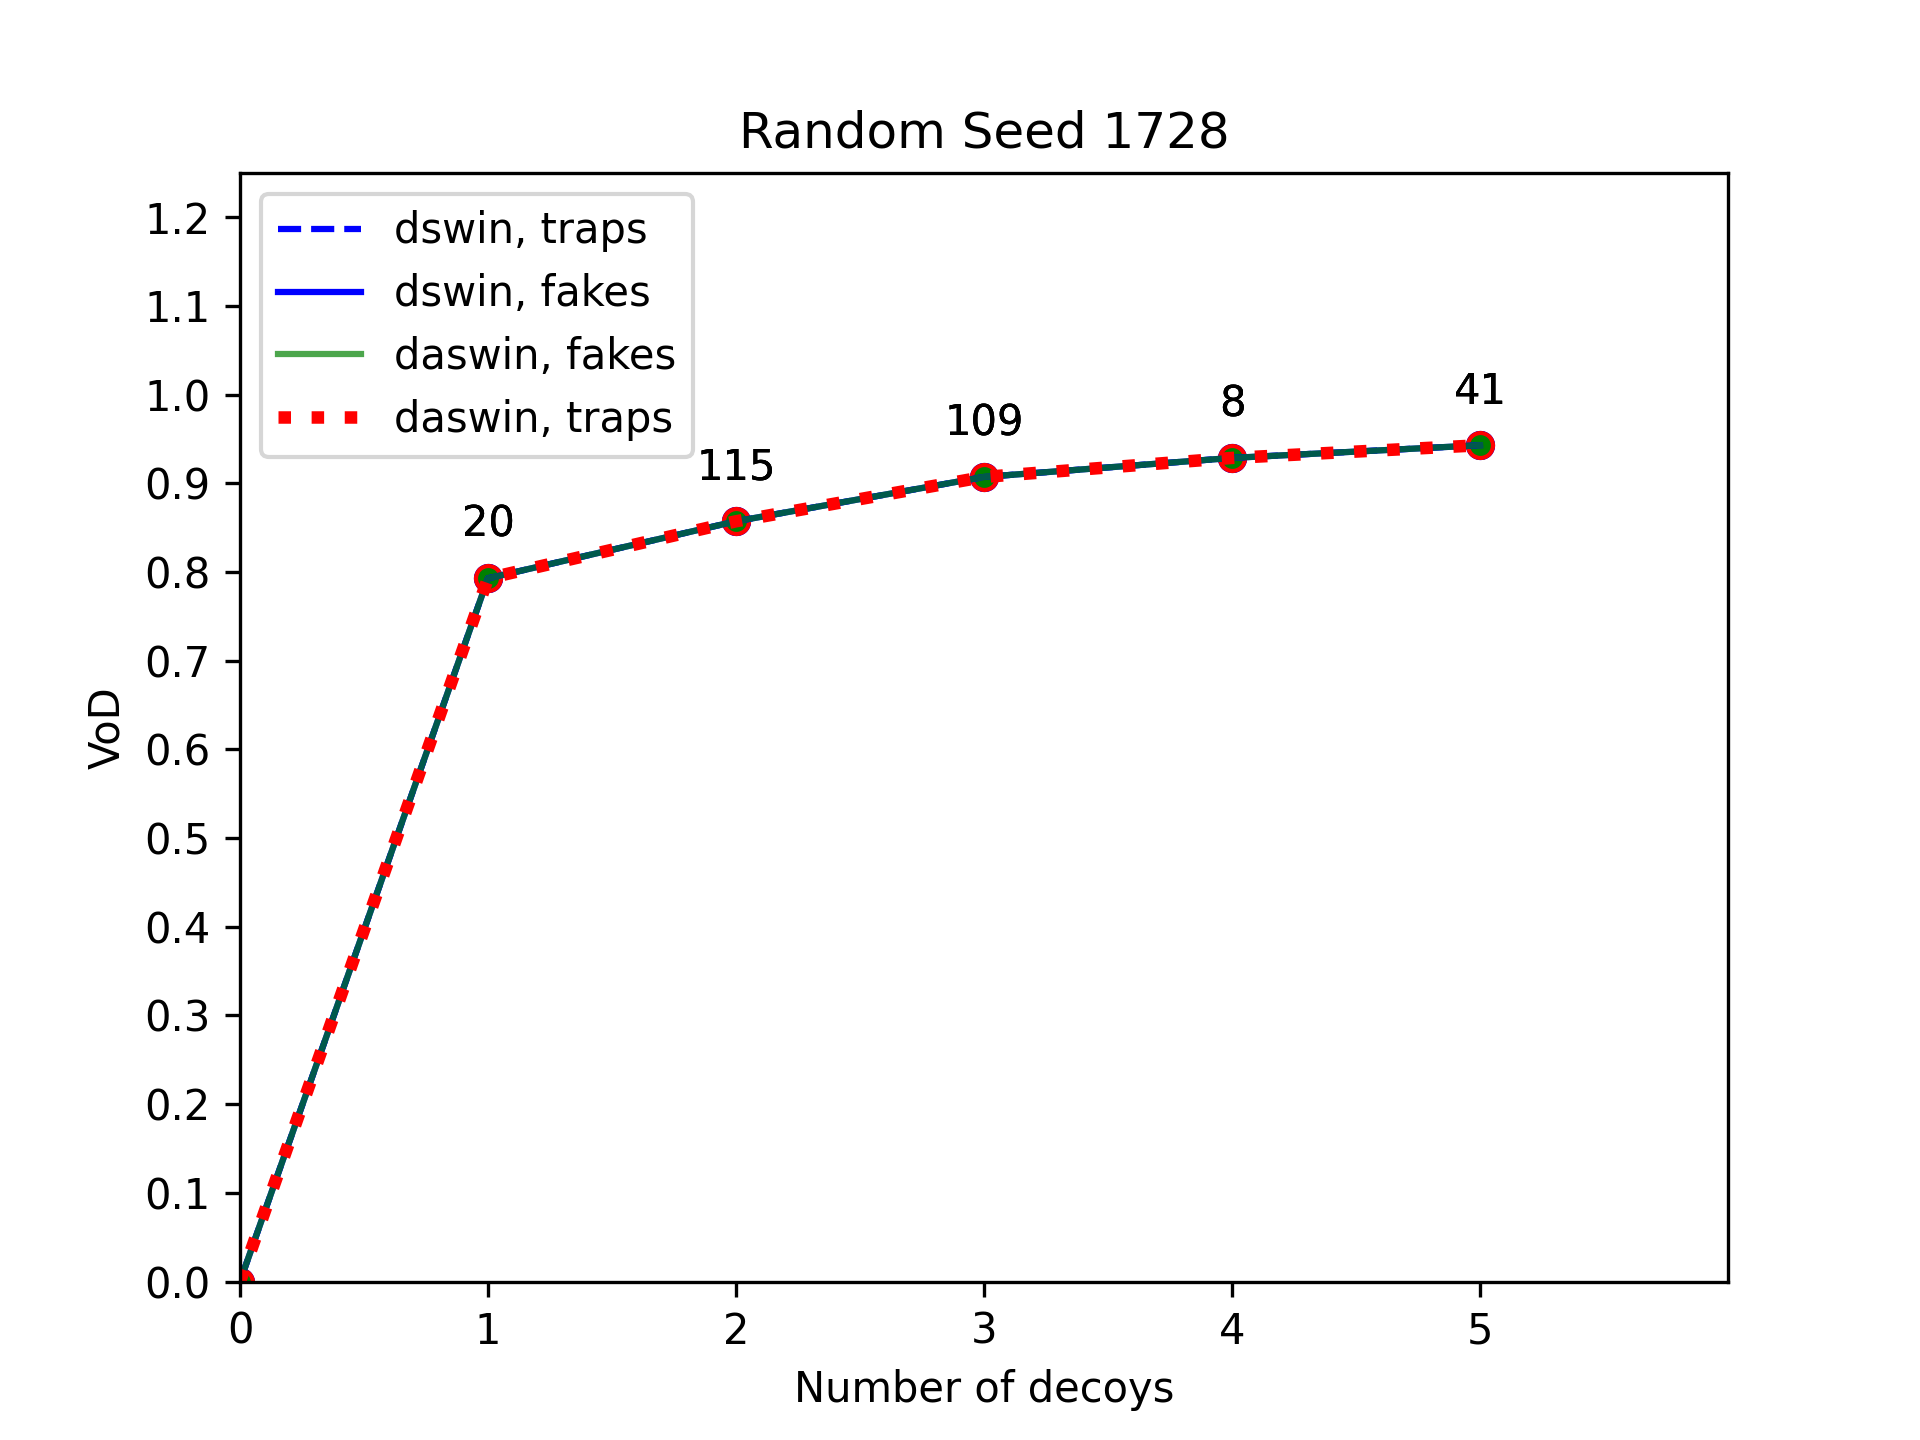 Random Seed 1728
dswin, traps
dswin, fakes
daswin, fakes
daswin, traps
1.2
1.1
1.0
0.9
0.8
0.7
0.6
0.5
0.4
0.3
0.2
0.1
0.0
VoD
20
115
109
8
41
0 1 2 3 4 5
Number of decoys